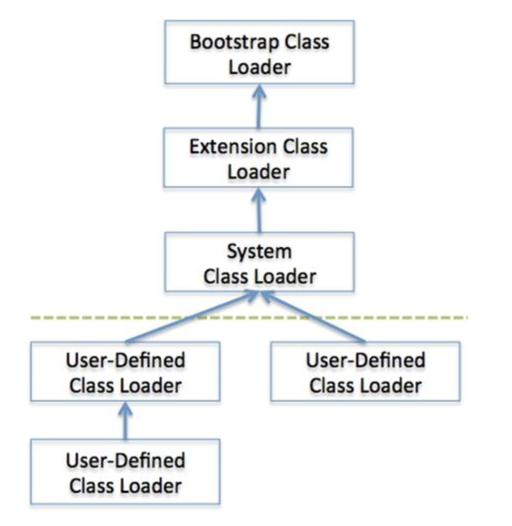 Bootstrap Class
Loader
Extension Class
Loader
System
Class Loader
User-Defined
Class Loader
User-Defined
Class Loader
User-Defined
Class Loader